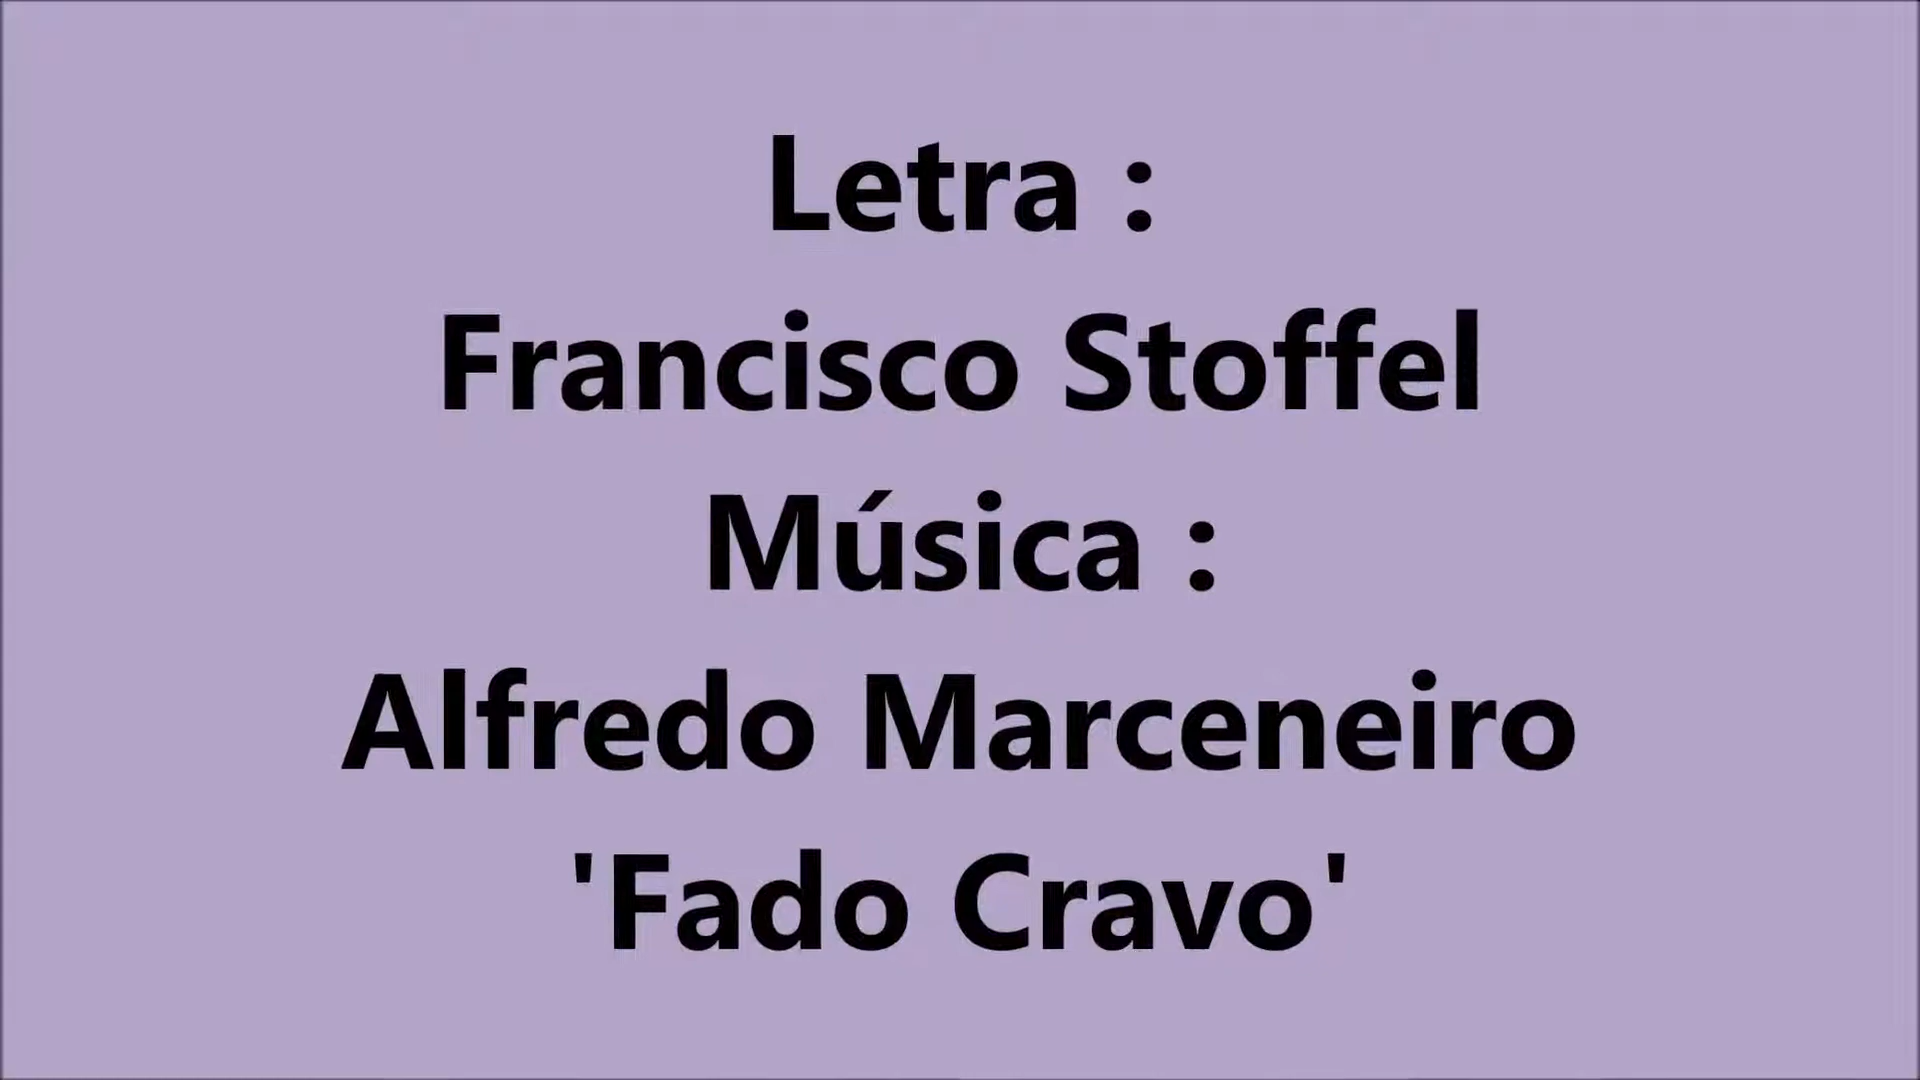 Letra :
Francisco Stoffel
Música :
Alfredo Marceneiro
'Fado Cravo'